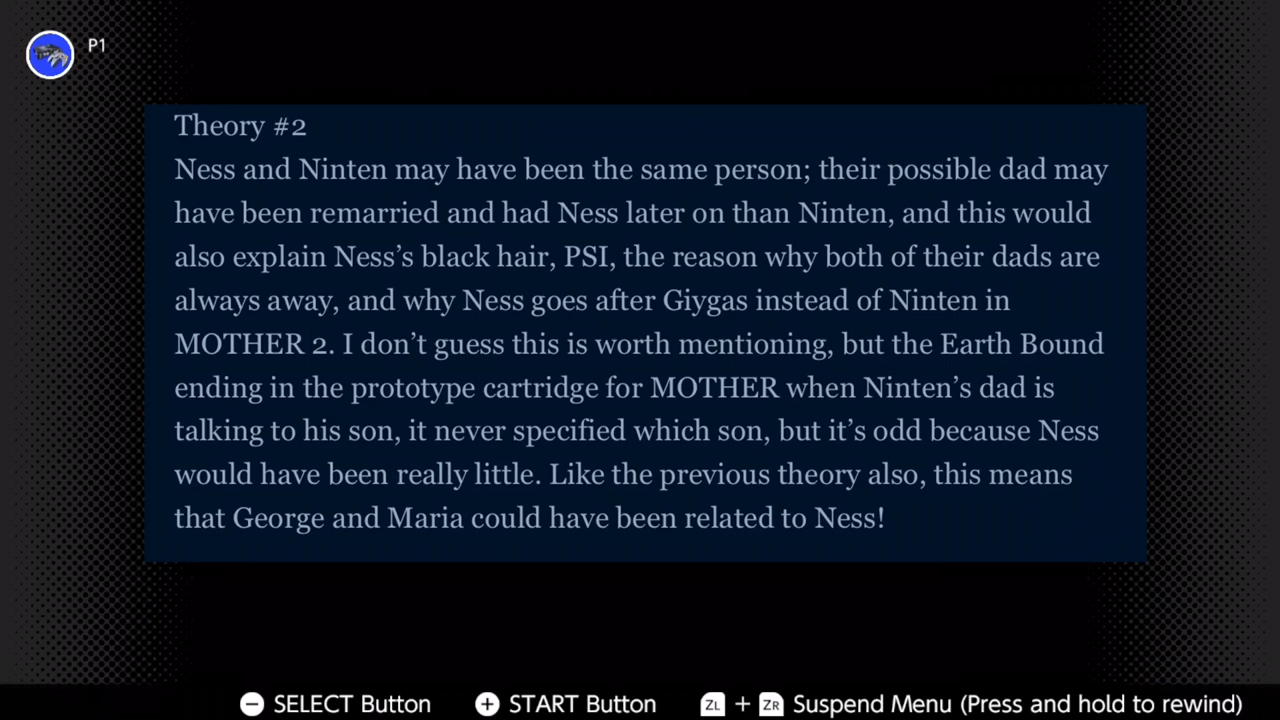 P1
Theory #2
Ness and Ninten may have been the same person; their possible dad may
have been remarried and had Ness later on than Ninten, and this would
also explain Ness’s black hair, PSI, the reason why both of their dads are
always away, and why Ness goes after Giygas instead of Ninten in
MOTHER 2. I don’t guess this is worth mentioning, but the Earth Bound
ending in the prototype cartridge for MOTHER when Ninten’s dad is
talking to his son, it never specified which son, but it’s odd because Ness
would have been really little. Like the previous theory also, this means
that George and Maria could have been related to Ness!
SELECT Button + START Button ZL + ZR Suspend Menu (Press and hold to rewind)